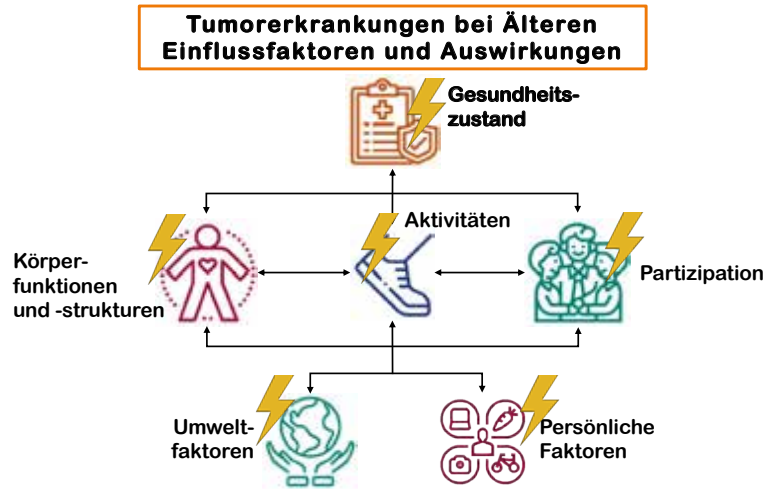 Tumorerkrankungen bei Älteren
Einflussfaktoren und Auswirkungen
Gesundheits-
zustand
Aktivitäten
Körper-
funktionen
und -strukturen
Partizipation
Umwelt-
faktoren
Persönliche
Faktoren